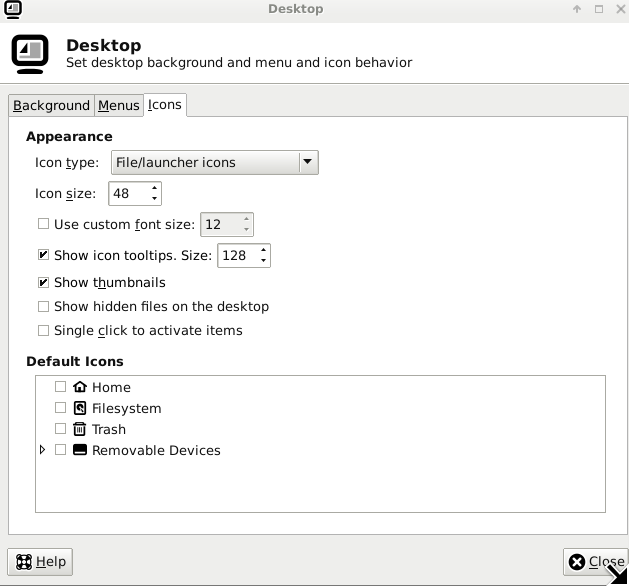 Desktop
Desktop
Set desktop background and menu and icon behavior
Background Menus Icons
Appearance
Icon type: File/launcher icons
Icon size: 48
Use custom font size: 12
Show icon tooltips. Size: 128
Show thumbnails
Show hidden files on the desktop
Single click to activate items
Default Icons
Home
Filesystem
Trash
Removable Devices
Help Close